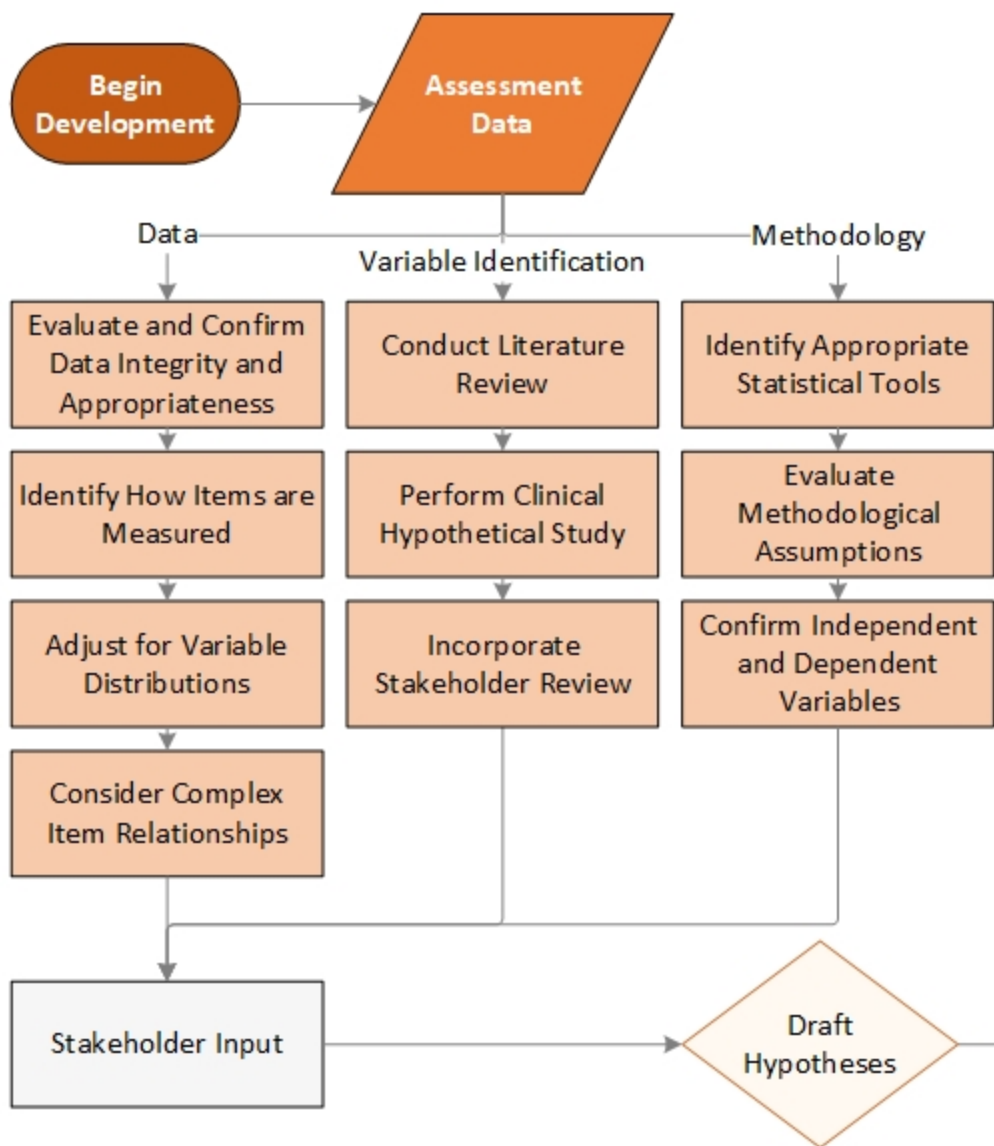 Begin
Development
Assessment
Data
Data
Variable Identification
Methodology
Evaluate and Confirm
Data Integrity and
Appropriateness
Conduct Literature
Review
Identify Appropriate
Statistical Tools
Identify How Items are
Measured
Perform Clinical
Hypothetical Study
Evaluate
Methodological
Assumptions
Adjust for Variable
Distributions
Incorporate
Stakeholder Review
Confirm Independent
and Dependent
Variables
Consider Complex
Item Relationships
Stakeholder Input
Draft
Hypotheses